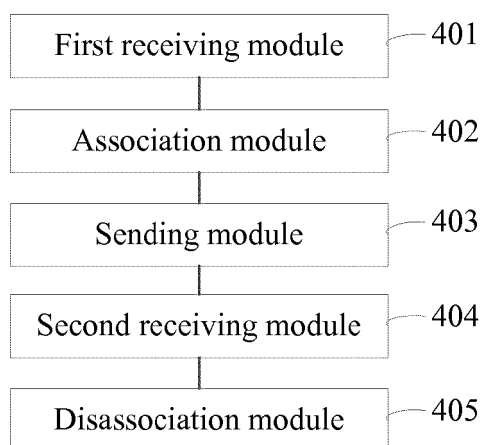 First receiving module 401
Association module 402
Sending module 403
Second receiving module 404
Disassociation module 405